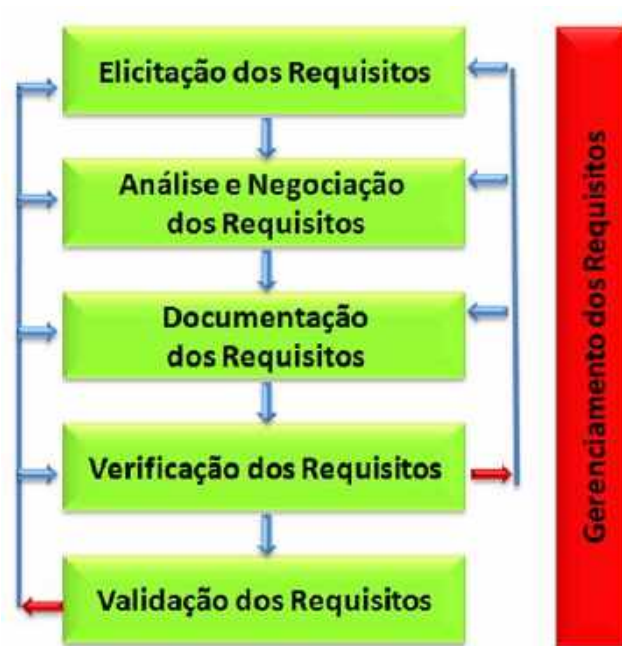 Elicitação dos Requisitos
Análise e Negociação
dos Requisitos
Documentação
dos Requisitos
Verificação dos Requisitos
Validação dos Requisitos
Gerenciamento dos Requisitos